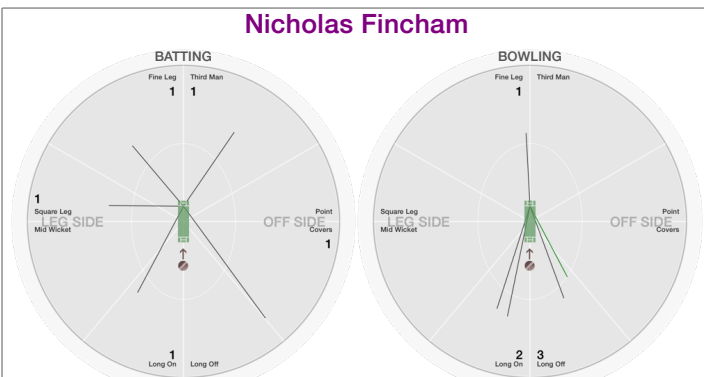 Nicholas Fincham
BATTING
Fine Leg Third Man
1 1
1
Square Leg
LEG SIDE
Mid Wicket
Point
OFF SIDE
Covers
1
1
Long On Long Off
BOWLING
Fine Leg Third Man
1
Square Leg
LEG SIDE
Mid Wicket
Point
OFF SIDE
Covers
2 3
Long On Long Off